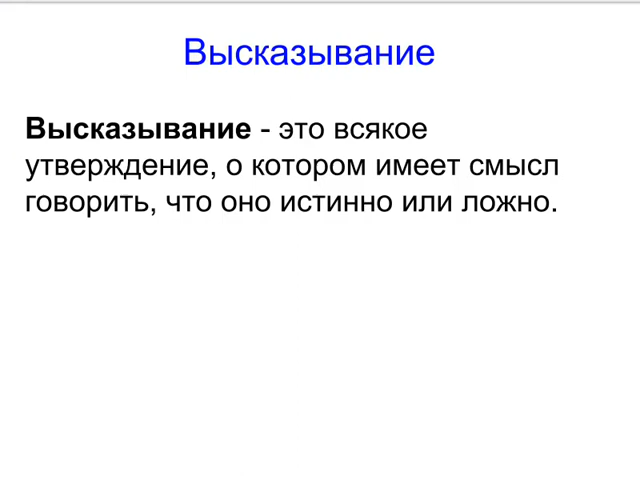 Высказывание
Высказывание - это всякое
утверждение, о котором имеет смысл
говорить, что оно истинно или ложно.